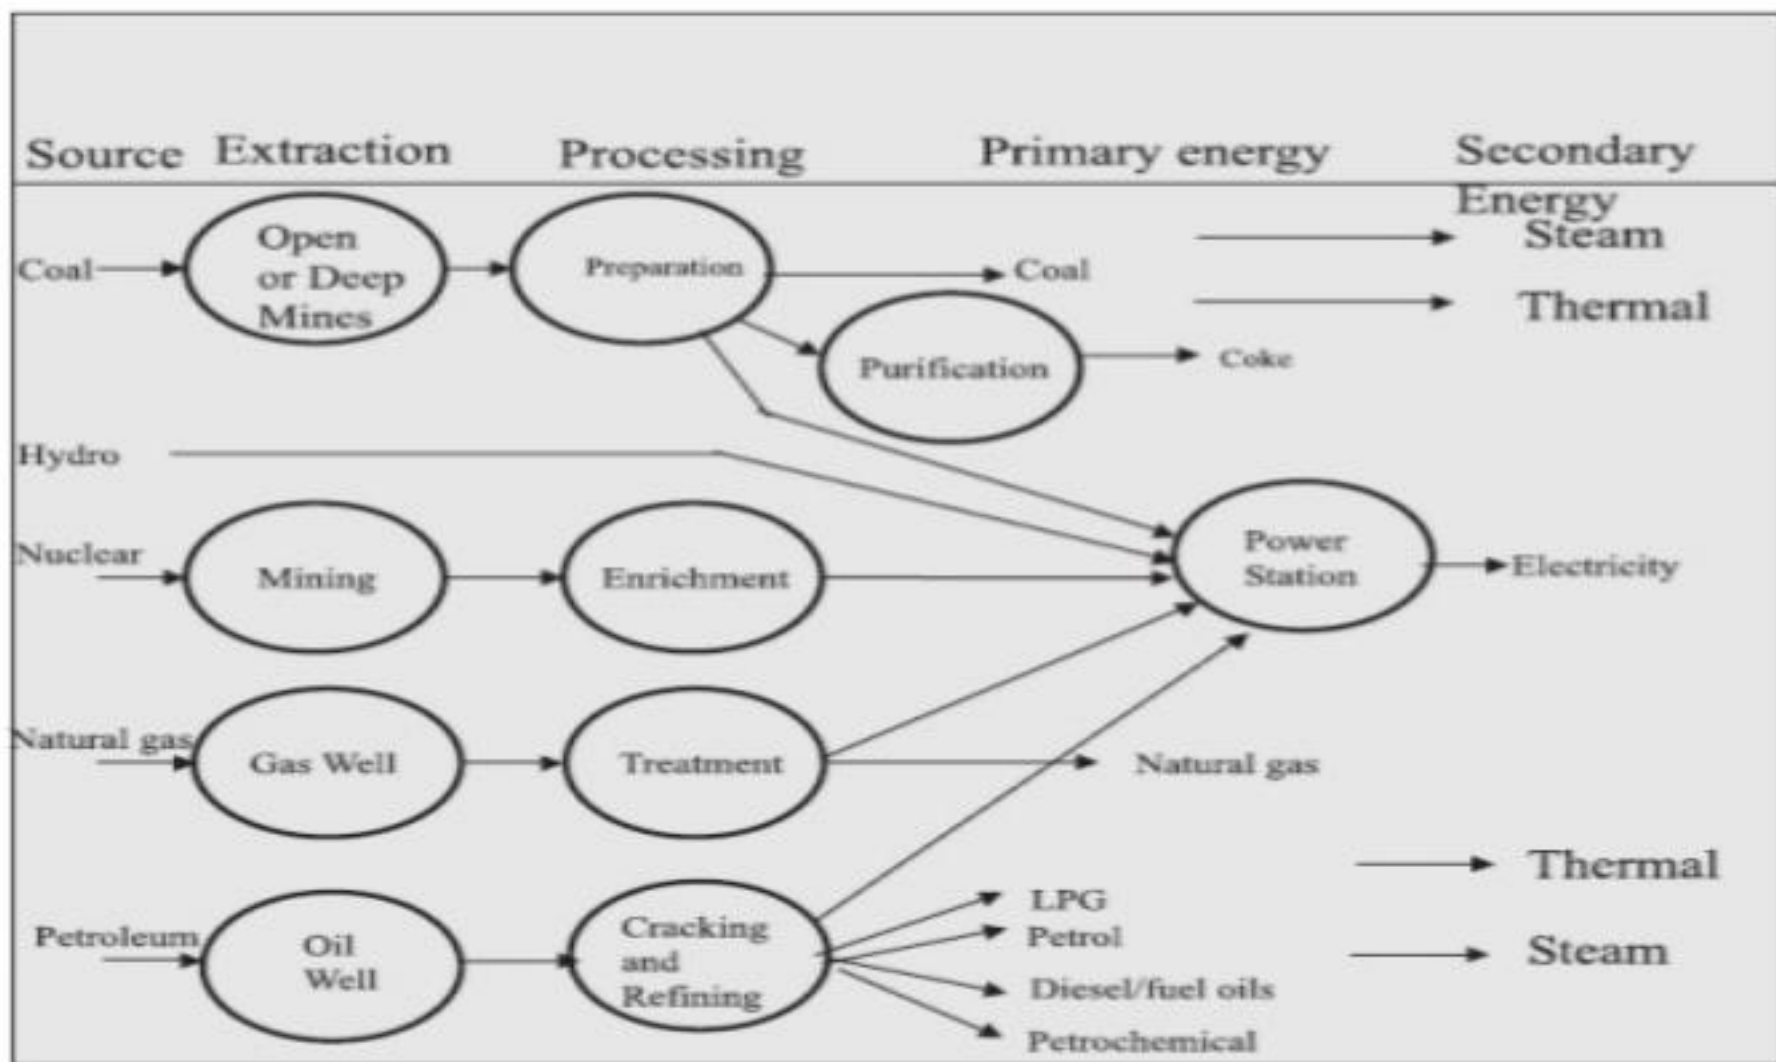 Source Extraction Processing Primary energy Secondary
Energy
Open
or Deep
Mines
Coal
Preparation
Coal
Steam
Thermal
Purification
Coke
Hydro
Nuclear
Mining
Enrichment
Power
Station
Electricity
Natural gas
Gas Well
Treatment
Natural gas
Thermal
Petroleum
Oil
Well
Cracking
and
Refining
LPG
Petrol
Diesel/fuel oils
Petrochemical
Steam